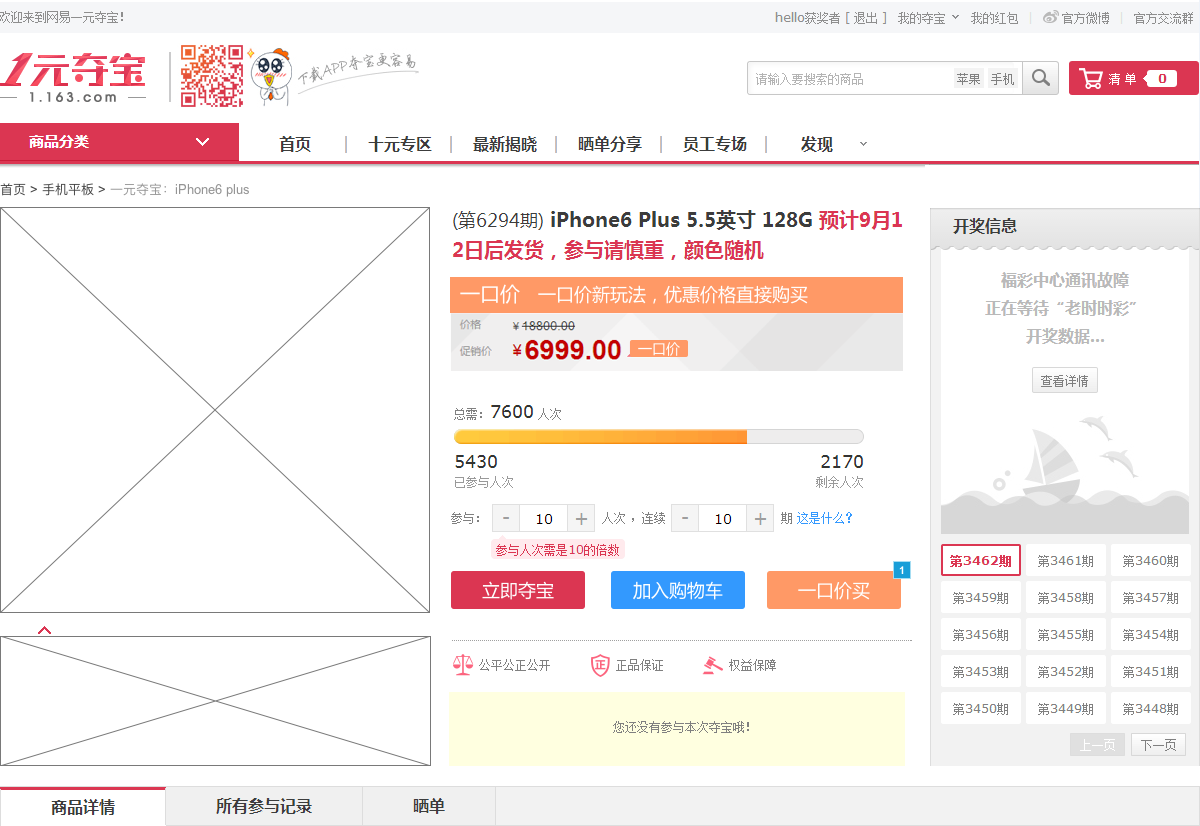 欢迎来到网易一元夺宝！
hello获奖者 [ 退出 ] 我的夺宝 我的红包 官方微博 官方交流群
1元夺宝
1.163.com
下载APP夺宝更容易
请输入要搜索的商品 苹果 手机
清单 0
商品分类 首页 十元专区 最新揭晓 晒单分享 员工专场 发现
首页 > 手机平板 > 一元夺宝：iPhone6 plus
(第6294期) iPhone6 Plus 5.5英寸 128G 预计9月1
2日后发货，参与请慎重，颜色随机
一口价 一口价新玩法，优惠价格直接购买
价格 ¥18800.00
促销价 ¥6999.00 一口价
总需：7600 人次
5430 2170
已参与人次 剩余人次
参与： - 10 + 人次，连续 - 10 + 期 这是什么?
参与人次需是10的倍数
立即夺宝 加入购物车 一口价买 1
公平公正公开 正 正品保证 权益保障
您还没有参与本次夺宝哦！
开奖信息
福彩中心通讯故障
正在等待“老时时彩”
开奖数据...
查看详情
第3462期 第3461期 第3460期
第3459期 第3458期 第3457期
第3456期 第3455期 第3454期
第3453期 第3452期 第3451期
第3450期 第3449期 第3448期
上一页 下一页
商品详情 所有参与记录 晒单